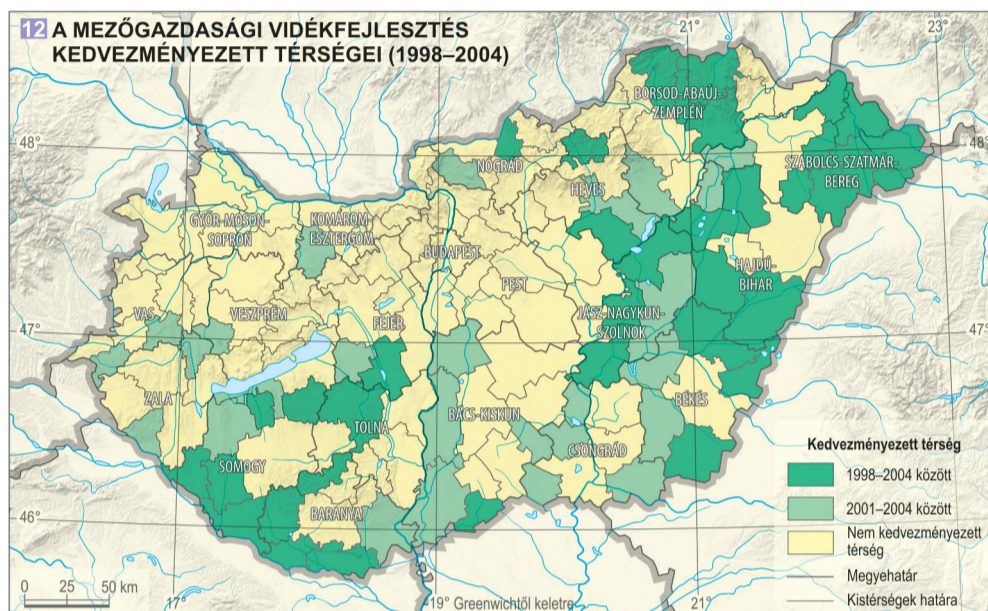 12 A MEZŐGAZDASÁGI VIDÉKFEJLESZTÉS
KEDVEZMÉNYEZETT TÉRSÉGEI (1998–2004)
21°
23°
48°
BORSOD-ABAÚJ-
ZEMPLÉN
NÓGRÁD
48°
SZABOLCS-SZATMÁR-
BEREG
HEVES
GYŐR-MOSON-
SOPRON
KOMÁROM-
ESZTERGOM
BUDAPEST
PEST
HAJDÚ-
BIHAR
47°
VAS
VESZPRÉM
FEJÉR
JÁSZ-NAGYKUN-
SZOLNOK
47°
ZALA
BÁCS-KISKUN
BÉKÉS
TOLNA
SOMOGY
CSONGRÁD
BARANYA
46°
Kedvezményezett térség
1998–2004 között
2001–2004 között
Nem kedvezményezett
térség
Megyehatár
Kistérségek határa
0 25 50 km
17°
19° Greenwichtől keletre
21°